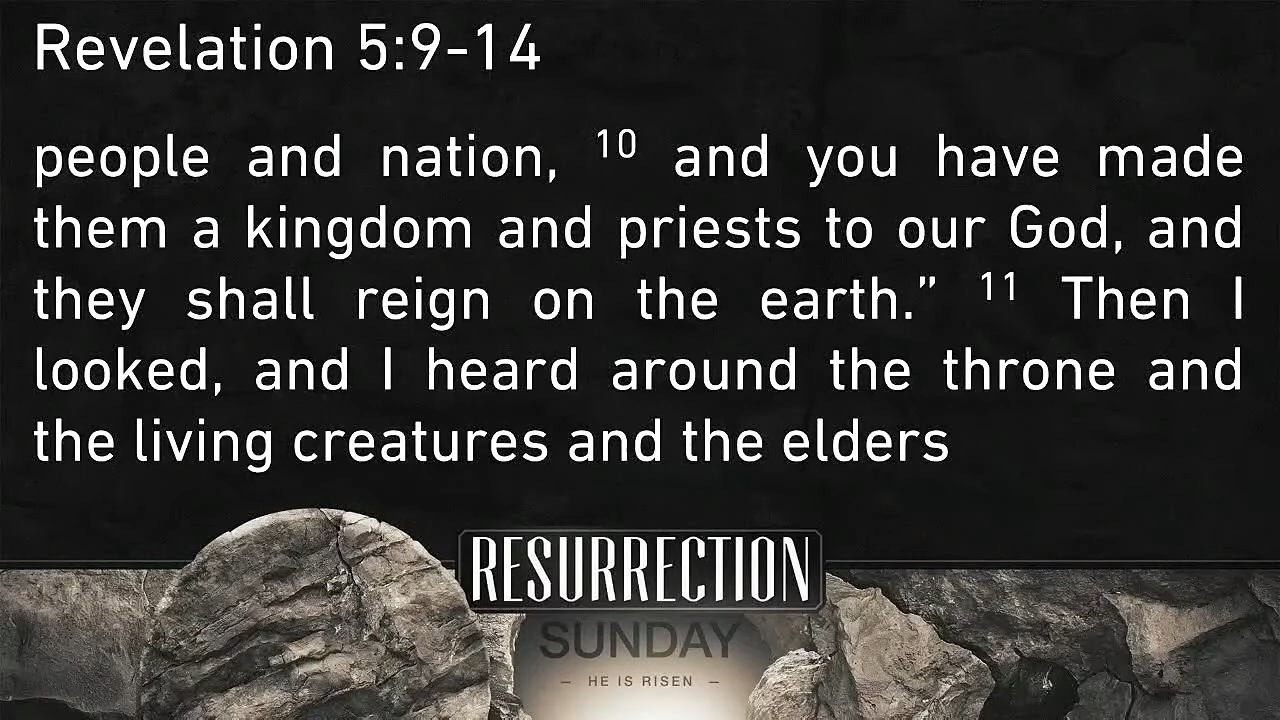 Revelation 5:9-14
people and nation, 10 and you have made
them a kingdom and priests to our God, and
they shall reign on the earth.” 11 Then I
looked, and I heard around the throne and
the living creatures and the elders
RESURRECTION
SUNDAY
– HE IS RISEN –